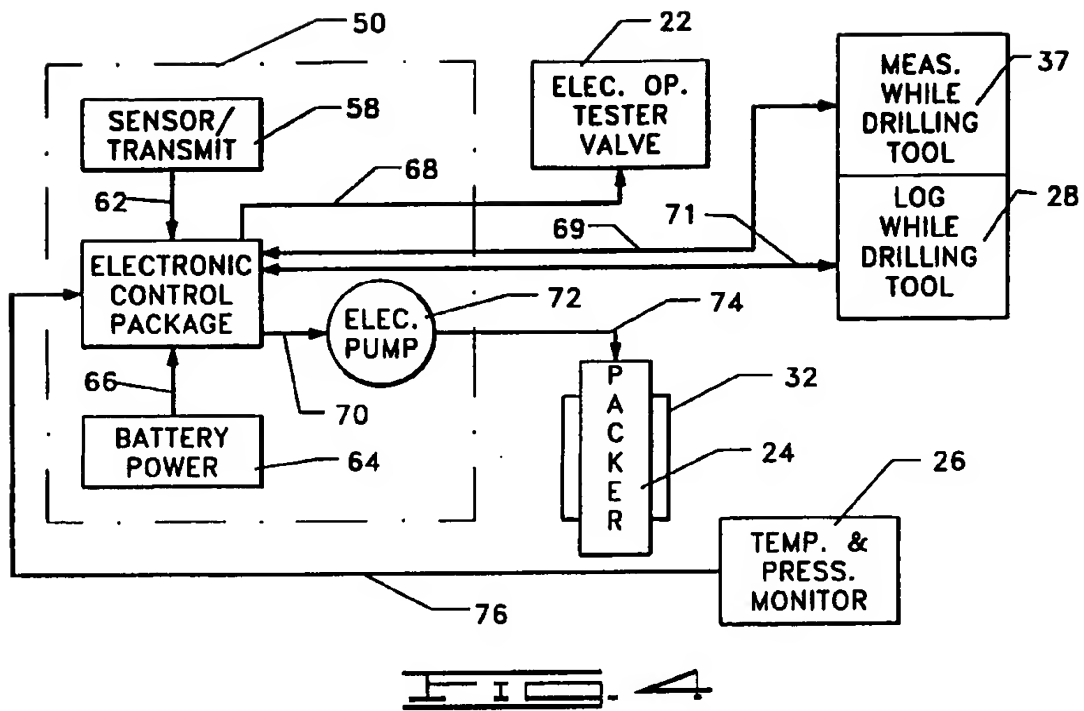 50
22
SENSOR/
TRANSMIT
58
ELEC. OP.
TESTER
VALVE
MEAS.
WHILE
DRILLING
TOOL
37
62
68
69
71
LOG
WHILE
DRILLING
TOOL
28
ELECTRONIC
CONTROL
PACKAGE
ELEC.
PUMP
72
74
66
70
BATTERY
POWER
64
PACKER
32
24
26
TEMP. &
PRESS.
MONITOR
76
FIG. 4